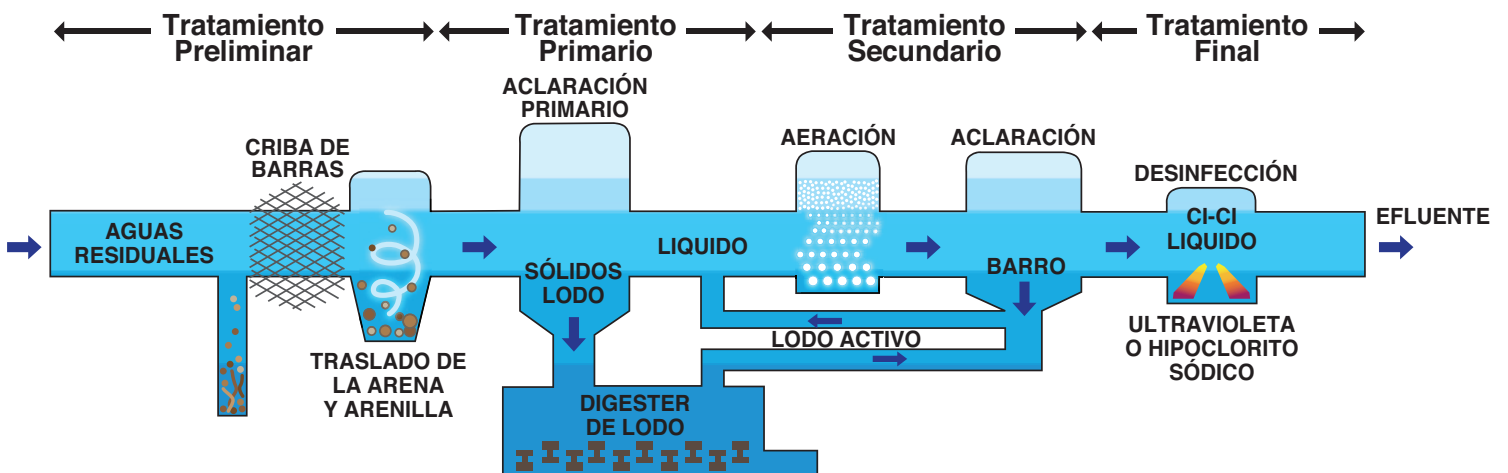 Tratamiento
Preliminar
Tratamiento
Primario
Tratamiento
Secundario
Tratamiento
Final
ACLARACIÓN
PRIMARIO
CRIBA DE
BARRAS
AERACIÓN
ACLARACIÓN
DESINFECCIÓN
AGUAS
RESIDUALES
LIQUIDO
CI-CI
LIQUIDO
EFLUENTE
SÓLIDOS
LODO
BARRO
TRASLADO DE
LA ARENA
Y ARENILLA
LODO ACTIVO
ULTRAVIOLETA
O HIPOCLORITO
SÓDICO
DIGESTER
DE LODO